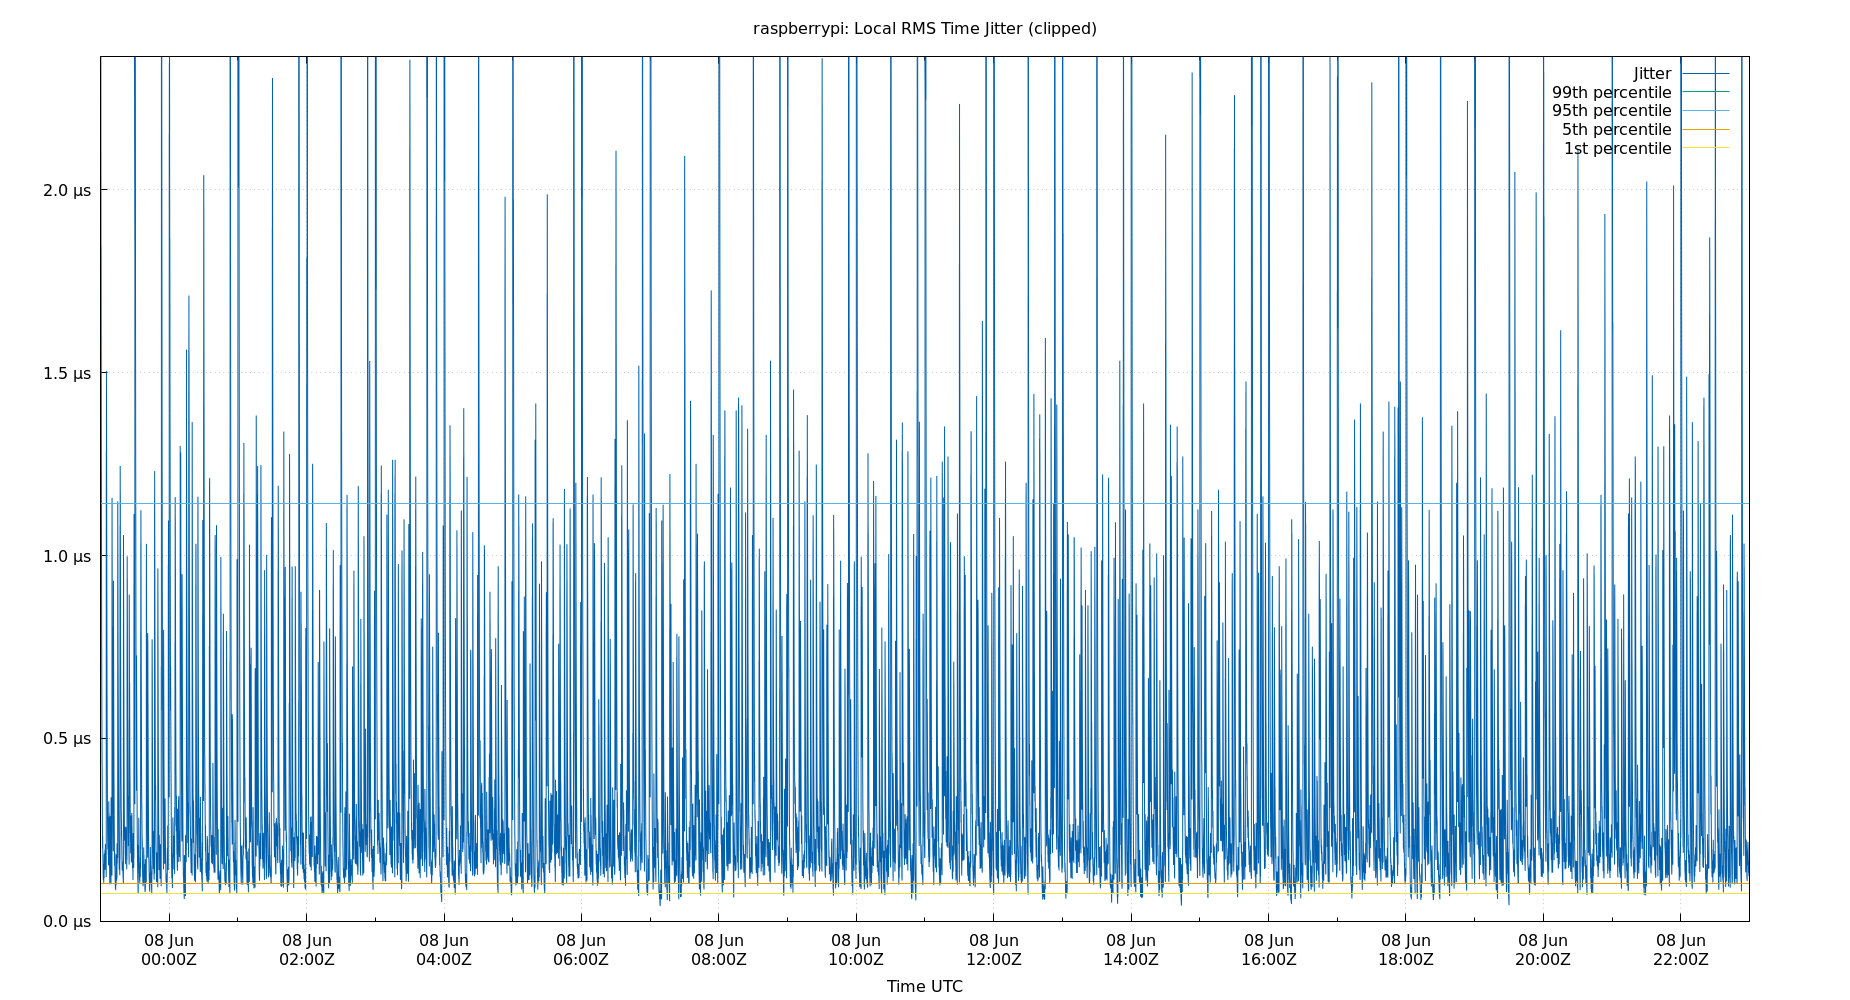 raspberrypi: Local RMS Time Jitter (clipped)
Jitter
99th percentile
95th percentile
5th percentile
1st percentile
2.0 µs
1.5 µs
1.0 µs
0.5 µs
0.0 µs
08 Jun 08 Jun 08 Jun 08 Jun 08 Jun 08 Jun 08 Jun 08 Jun 08 Jun 08 Jun 08 Jun 08 Jun
00:00Z 02:00Z 04:00Z 06:00Z 08:00Z 10:00Z 12:00Z 14:00Z 16:00Z 18:00Z 20:00Z 22:00Z
Time UTC